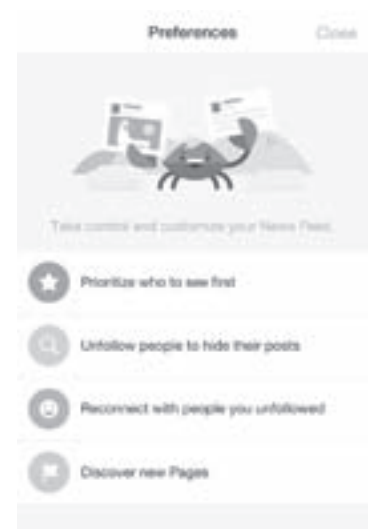 Preferences
Close
Take control and customize your News Feed.
Prioritize who to see first
Unfollow people to hide their posts
Reconnect with people you unfollowed
Discover new Pages